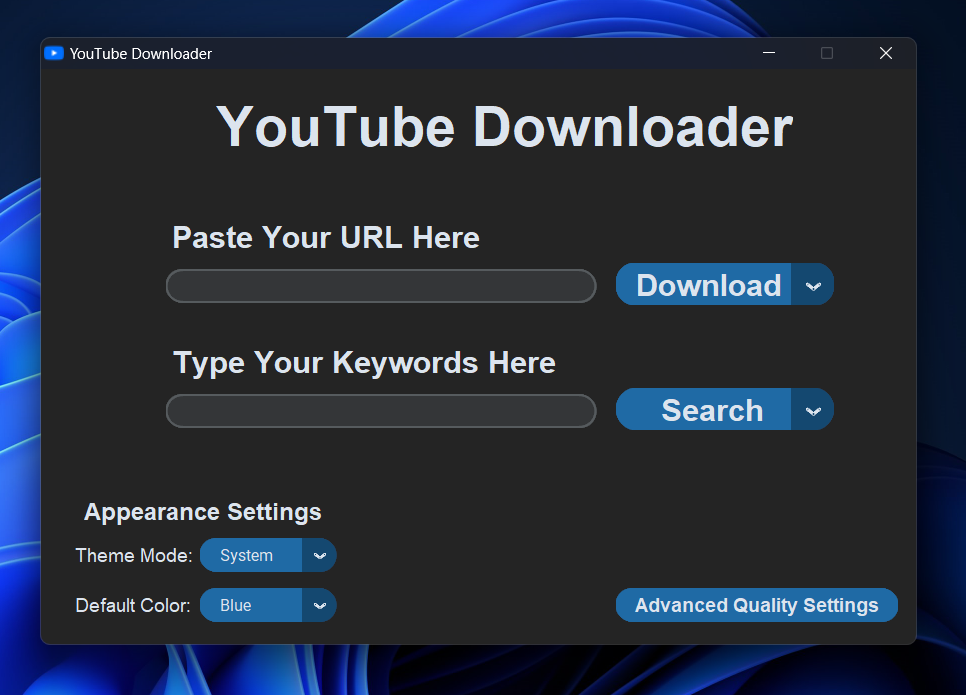 YouTube Downloader
YouTube Downloader
Paste Your URL Here
Download
Type Your Keywords Here
Search
Appearance Settings
Theme Mode: System
Default Color: Blue
Advanced Quality Settings